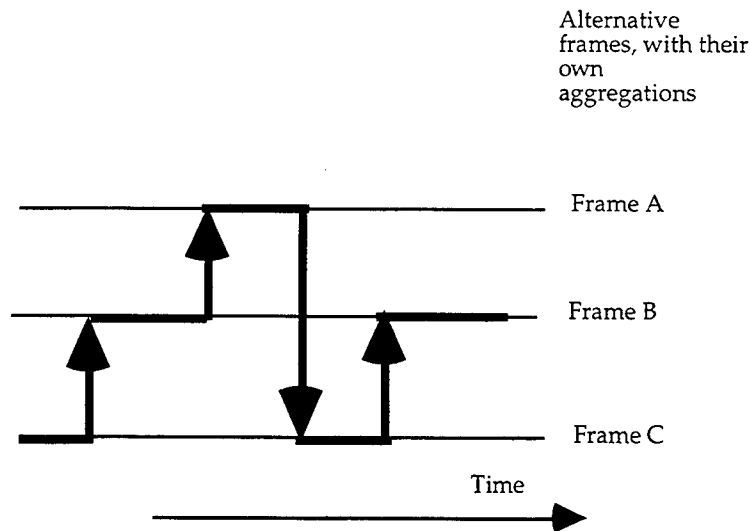 Alternative
frames, with their
own
aggregations
Frame A
Frame B
Frame C
Time